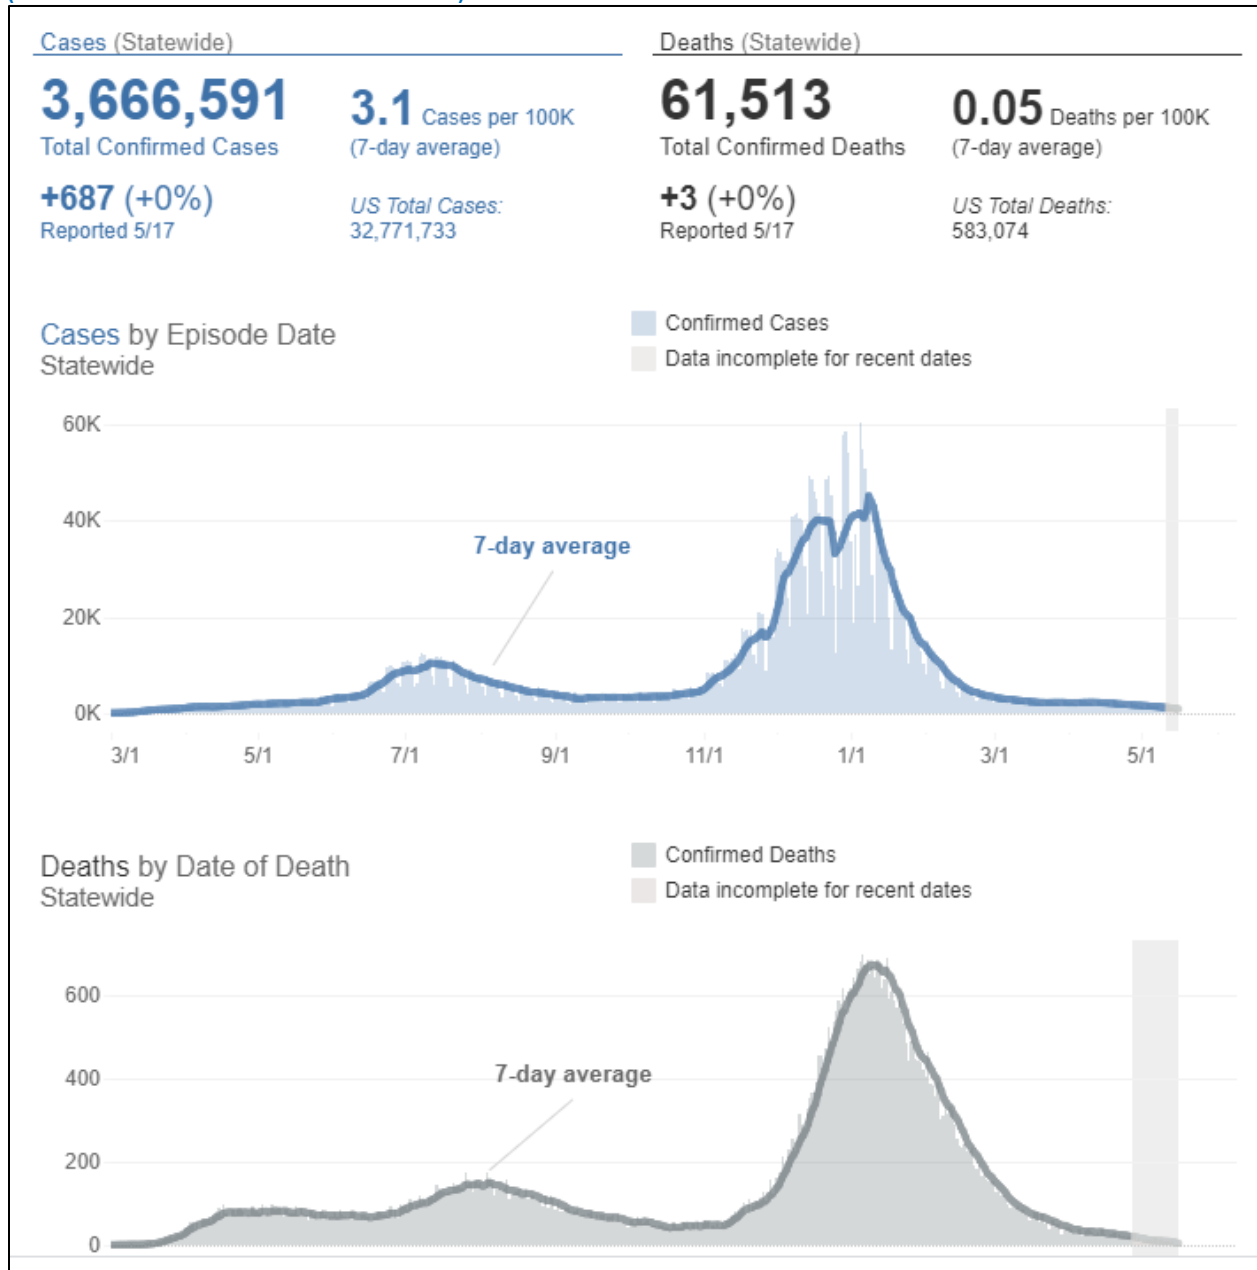 Cases (Statewide)
3,666,591
Total Confirmed Cases
+687 (+0%)
Reported 5/17
3.1 Cases per 100K
(7-day average)
US Total Cases:
32,771,733
Deaths (Statewide)
61,513
Total Confirmed Deaths
+3 (+0%)
Reported 5/17
0.05 Deaths per 100K
(7-day average)
US Total Deaths:
583,074
Cases by Episode Date
Statewide
Confirmed Cases
Data incomplete for recent dates
60K
40K
20K
0K
7-day average
3/1 5/1 7/1 9/1 11/1 1/1 3/1 5/1
Deaths by Date of Death
Statewide
Confirmed Deaths
Data incomplete for recent dates
600
400
200
0
7-day average